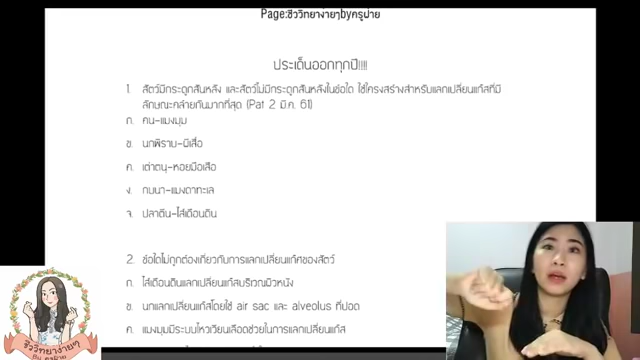 Page:ชีววิทยาง่ายๆbyครูฝ้าย
ประเด็นออกทุกปี!!!!
1. สัตว์มีกระดูกสันหลัง และสัตว์ไม่มีกระดูกสันหลังในข้อใด ใช้โครงสร้างสำหรับแลกเปลี่ยนแก๊สที่มี
ลักษณะคล้ายกันมากที่สุด (Pat 2 มี.ค. 61)
ก. คน-แมงมุม
ข. นกพิราบ-ผีเสื้อ
ค. เต่าตนุ-หอยมือเสือ
ง. กบนา-แมงดาทะเล
จ. ปลาตีน-ไส้เดือนดิน
2. ข้อใดไม่ถูกต้องเกี่ยวกับการแลกเปลี่ยนแก๊สของสัตว์
ก. ไส้เดือนดินแลกเปลี่ยนแก๊สบริเวณผิวหนัง
ข. นกแลกเปลี่ยนแก๊สโดยใช้ air sac และ alveolus ที่ปอด
ค. แมงมุมมีระบบไหลเวียนเลือดช่วยในการแลกเปลี่ยนแก๊ส
ชีววิทยาง่ายๆ
By ครูฝ้าย